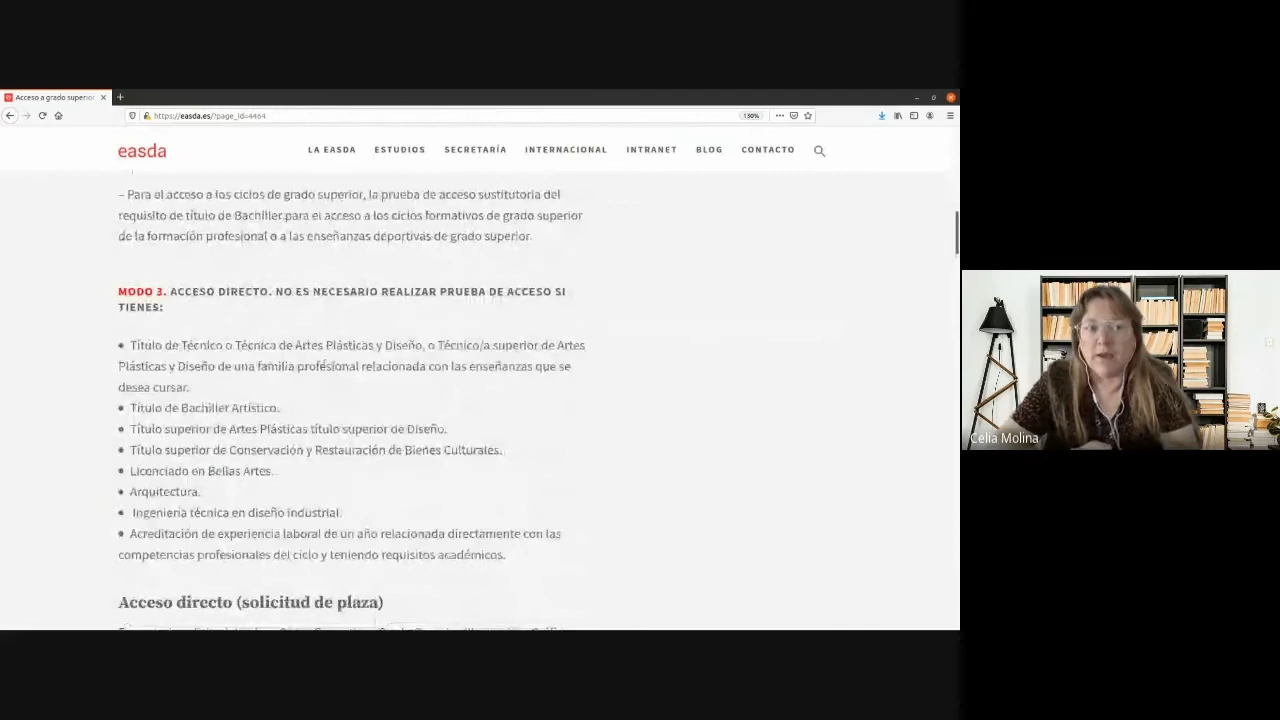 Acceso a grado superior
https://easda.es/?page_id=4464
130%
easda
LA EASDA ESTUDIOS SECRETARÍA INTERNACIONAL INTRANET BLOG CONTACTO
– Para el acceso a los ciclos de grado superior, la prueba de acceso sustitutoria del
requisito de título de Bachiller para el acceso a los ciclos formativos de grado superior
de la formación profesional o a las enseñanzas deportivas de grado superior.
MODO 3. ACCESO DIRECTO. NO ES NECESARIO REALIZAR PRUEBA DE ACCESO SI
TIENES:
• Título de Técnico o Técnica de Artes Plásticas y Diseño, o Técnico/a superior de Artes
Plásticas y Diseño de una familia profesional relacionada con las enseñanzas que se
desea cursar.
• Título de Bachiller Artístico.
• Título superior de Artes Plásticas título superior de Diseño.
• Título superior de Conservación y Restauración de Bienes Culturales.
• Licenciado en Bellas Artes.
• Arquitectura.
• Ingeniería técnica en diseño industrial.
• Acreditación de experiencia laboral de un año relacionada directamente con las
competencias profesionales del ciclo y teniendo requisitos académicos.
Acceso directo (solicitud de plaza)
Celia Molina